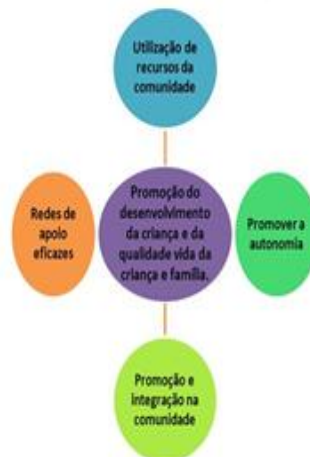 Utilização de
recursos da
comunidade
Redes de
apoio
eficazes
Promoção do
desenvolvimento
da criança e da
qualidade vida da
criança e família.
Promover a
autonomia
Promoção e
integração na
comunidade